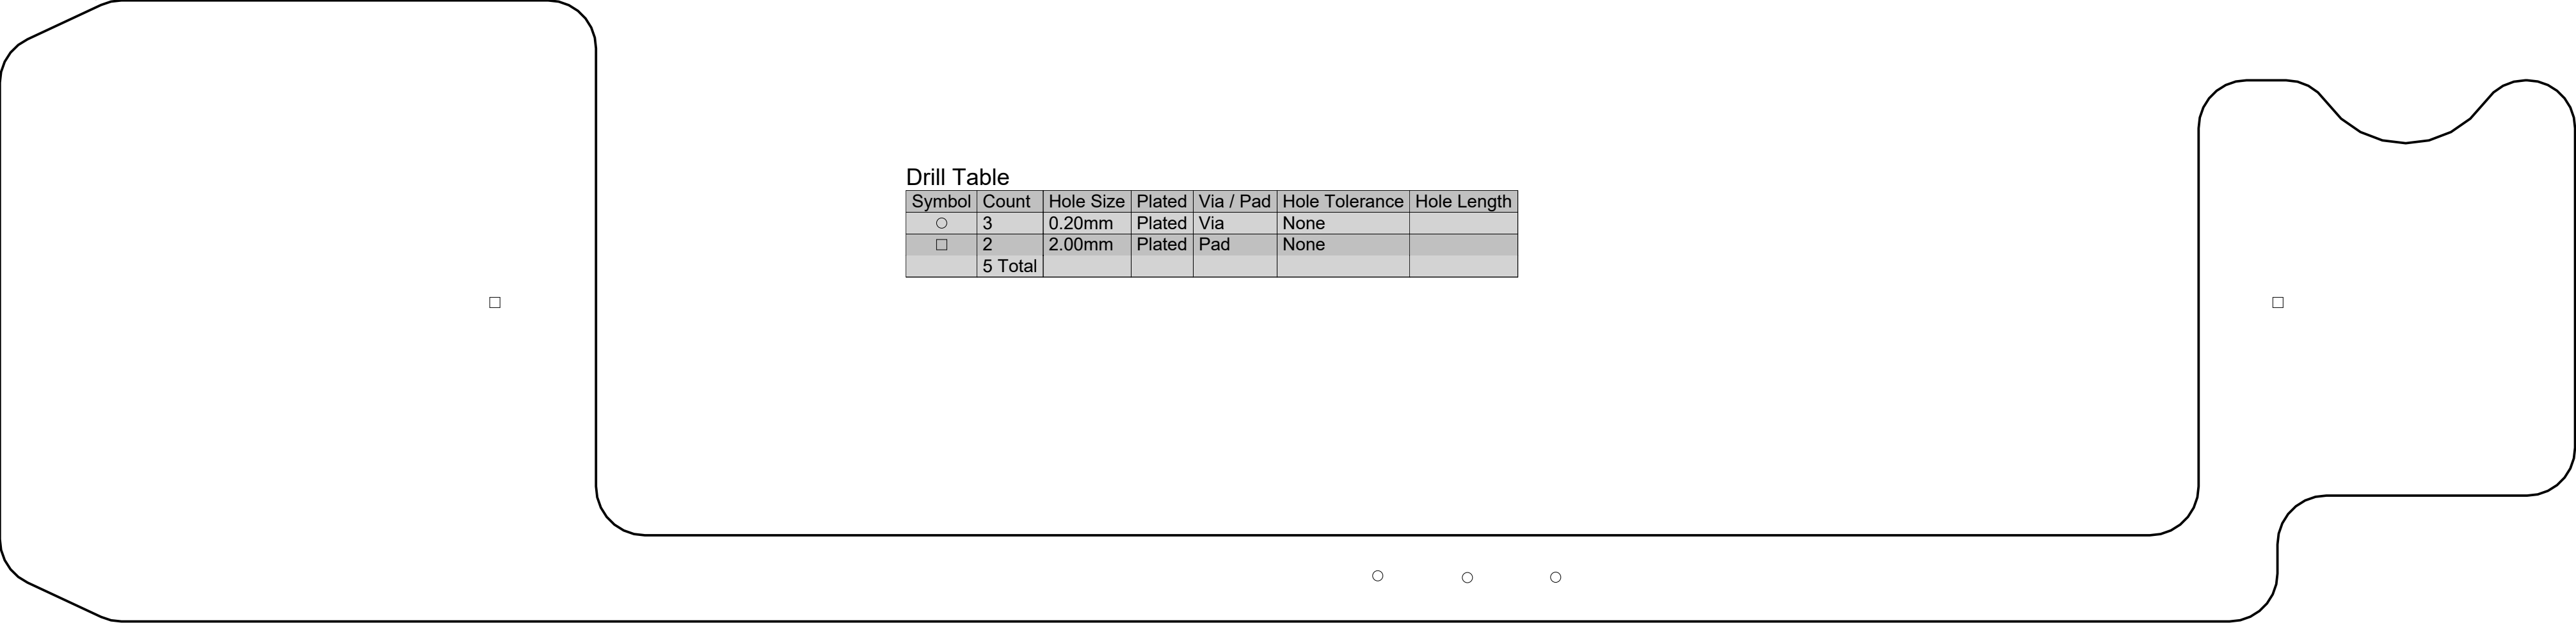 Drill Table
Symbol Count Hole Size Plated Via / Pad Hole Tolerance Hole Length
3 0.20mm Plated Via None
2 2.00mm Plated Pad None
5 Total